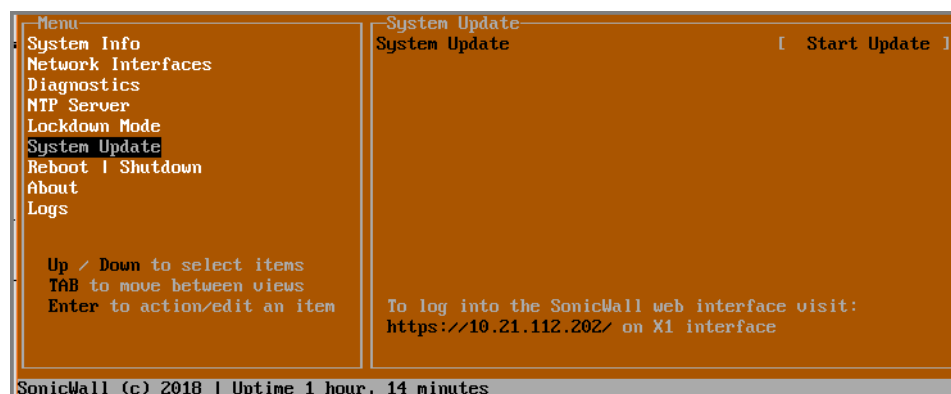 Menu
System Info
Network Interfaces
Diagnostics
NTP Server
Lockdown Mode
System Update
Reboot | Shutdown
About
Logs
Up / Down to select items
TAB to move between views
Enter to action/edit an item
System Update
System Update [ Start Update ]
To log into the SonicWall web interface visit:
https://10.21.112.202/ on X1 interface
SonicWall (c) 2018 | Uptime 1 hour, 14 minutes